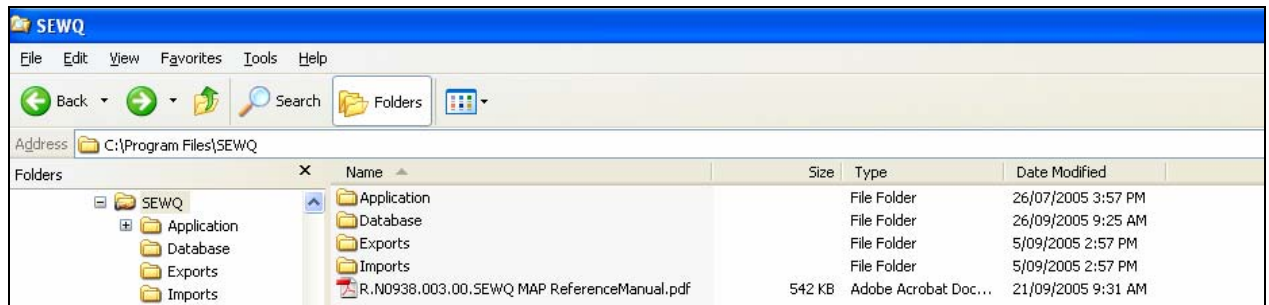 SEWQ
File Edit View Favorites Tools Help
Back Search Folders
Address C:\Program Files\SEWQ
Folders x Name Size Type Date Modified
SEWQ Application File Folder 26/07/2005 3:57 PM
Application Database File Folder 26/09/2005 9:25 AM
Database Exports File Folder 5/09/2005 2:57 PM
Exports Imports File Folder 5/09/2005 2:57 PM
Imports R.N0938.003.00.SEWQ MAP ReferenceManual.pdf 542 KB Adobe Acrobat Doc... 21/09/2005 9:31 AM